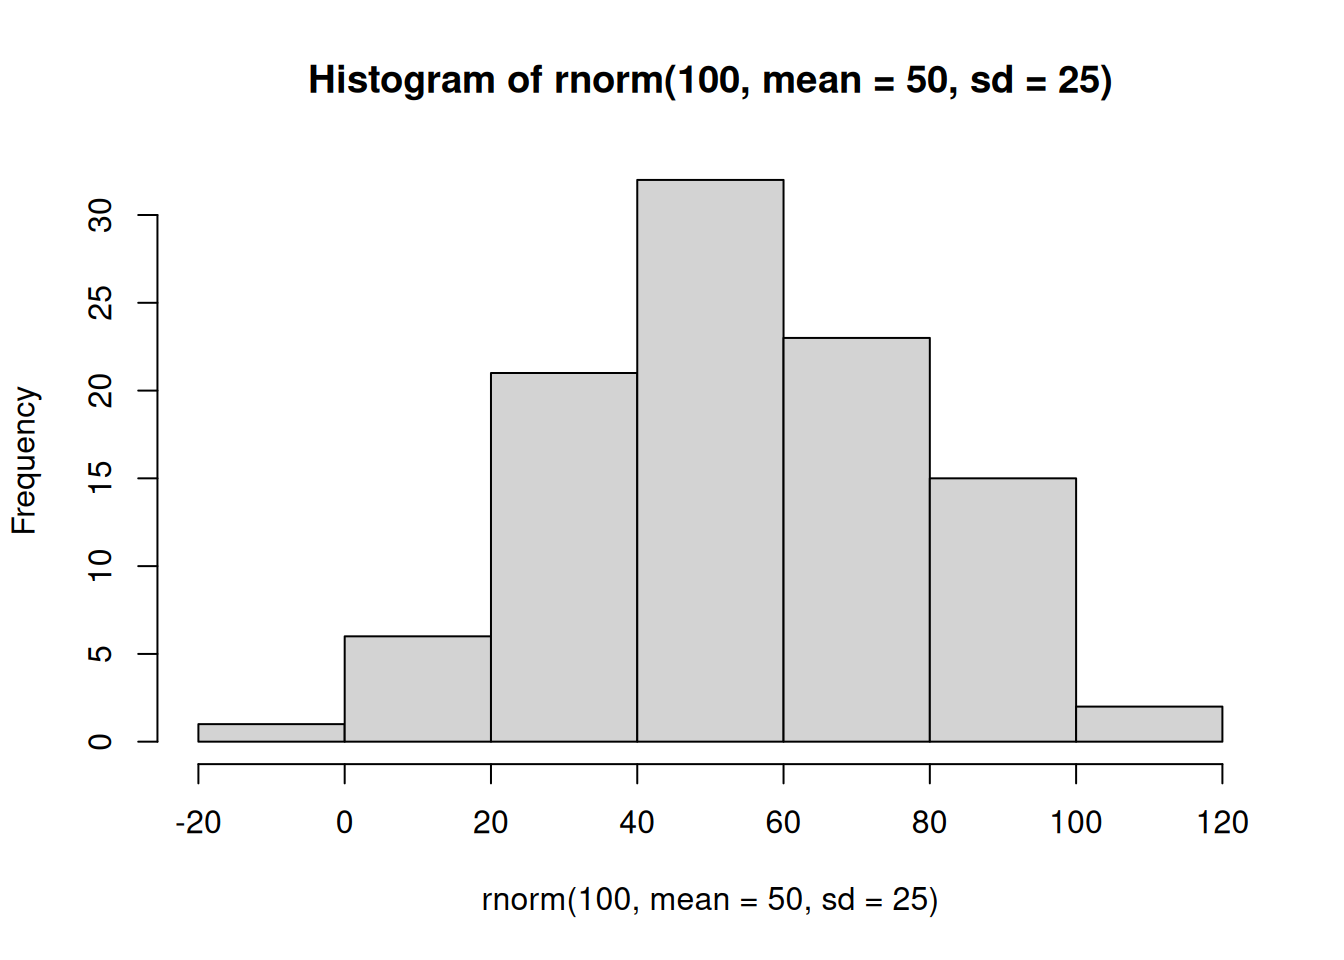 Histogram of rnorm(100, mean = 50, sd = 25)
30
25
20
15
10
5
0
Frequency
-20 0 20 40 60 80 100 120
rnorm(100, mean = 50, sd = 25)